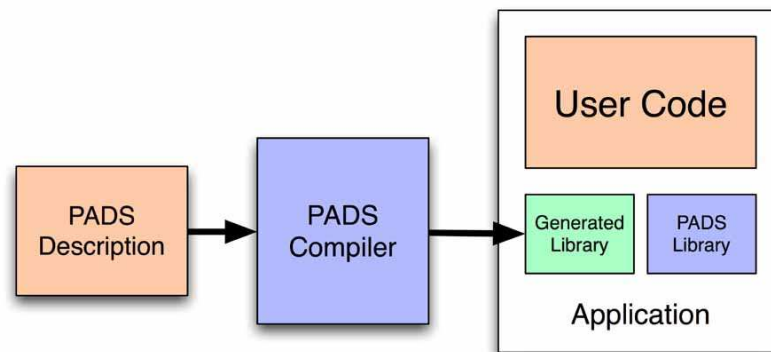 User Code
PADS
Description
PADS
Compiler
Generated
Library
PADS
Library
Application